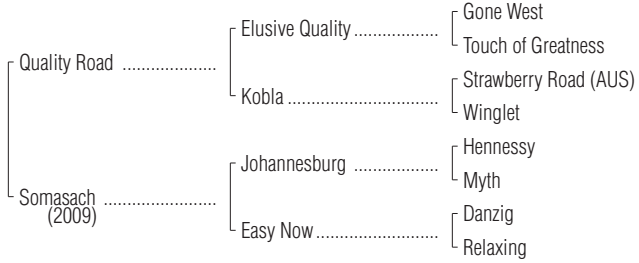 Gone West
Elusive Quality ..................
Touch of Greatness
Quality Road ....................
Strawberry Road (AUS)
Kobla ................................
Winglet
Hennessy
Johannesburg ..................
Myth
Somasach ........................
(2009)
Danzig
Easy Now ..........................
Relaxing